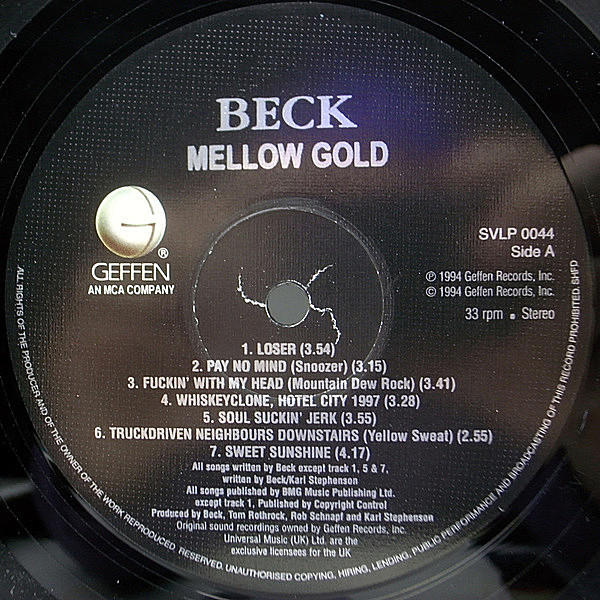 BECK
MELLOW GOLD
®
GEFFEN
AN MCA COMPANY
SVLP 0044
Side A
℗ 1994 Geffen Records, Inc.
© 1994 Geffen Records, Inc.
33 rpm ■ Stereo
1. LOSER (3.54)
2. PAY NO MIND (Snoozer) (3.15)
3. FUCKIN' WITH MY HEAD (Mountain Dew Rock) (3.41)
4. WHISKEYCLONE, HOTEL CITY 1997 (3.28)
5. SOUL SUCKIN' JERK (3.55)
6. TRUCKDRIVEN NEIGHBOURS DOWNSTAIRS (Yellow Sweat) (2.55)
7. SWEET SUNSHINE (4.17)
All songs written by Beck except track 1, 5 & 7,
written by Beck/Karl Stephenson
All songs published by BMG Music Publishing Ltd.
except track 1, Published by Copyright Control
Produced by Beck, Tom Rothrock, Rob Schnapf and Karl Stephenson
Original sound recordings owned by Geffen Records, Inc.
Universal Music (UK) Ltd. are the
exclusive licensees for the UK
ALL RIGHTS OF THE PRODUCER AND OF THE OWNER OF THE WORK REPRODUCED RESERVED. UNAUTHORISED COPYING, HIRING, LENDING, PUBLIC PERFORMANCE AND BROADCASTING OF THIS RECORD PROHIBITED. SHFD